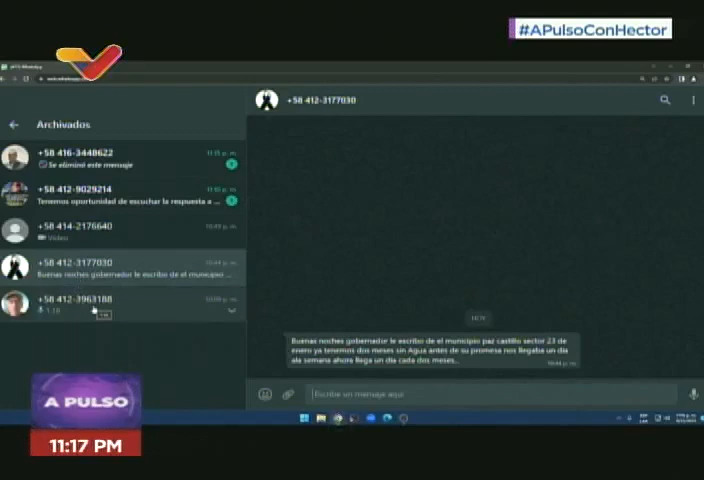 #APulsoConHector
+58 412-3177030
Archivados
+58 416-3448622
Se eliminó este mensaje
+58 412-9029214
Tenemos oportunidad de escuchar la respuesta a ...
+58 414-2176640
Video
+58 412-3177030
Buenas noches gobernador le escribo de el municipio ...
+58 412-3963188
HOY
Buenas noches gobernador le escribo de el municipio paz castillo sector 23 de
enero ya tenemos dos meses sin Agua antes de su promesa nos llegaba un dia
ala semana ahora llega un dia cada dos meses...
Escribe un mensaje aquí
A PULSO
11:17 PM